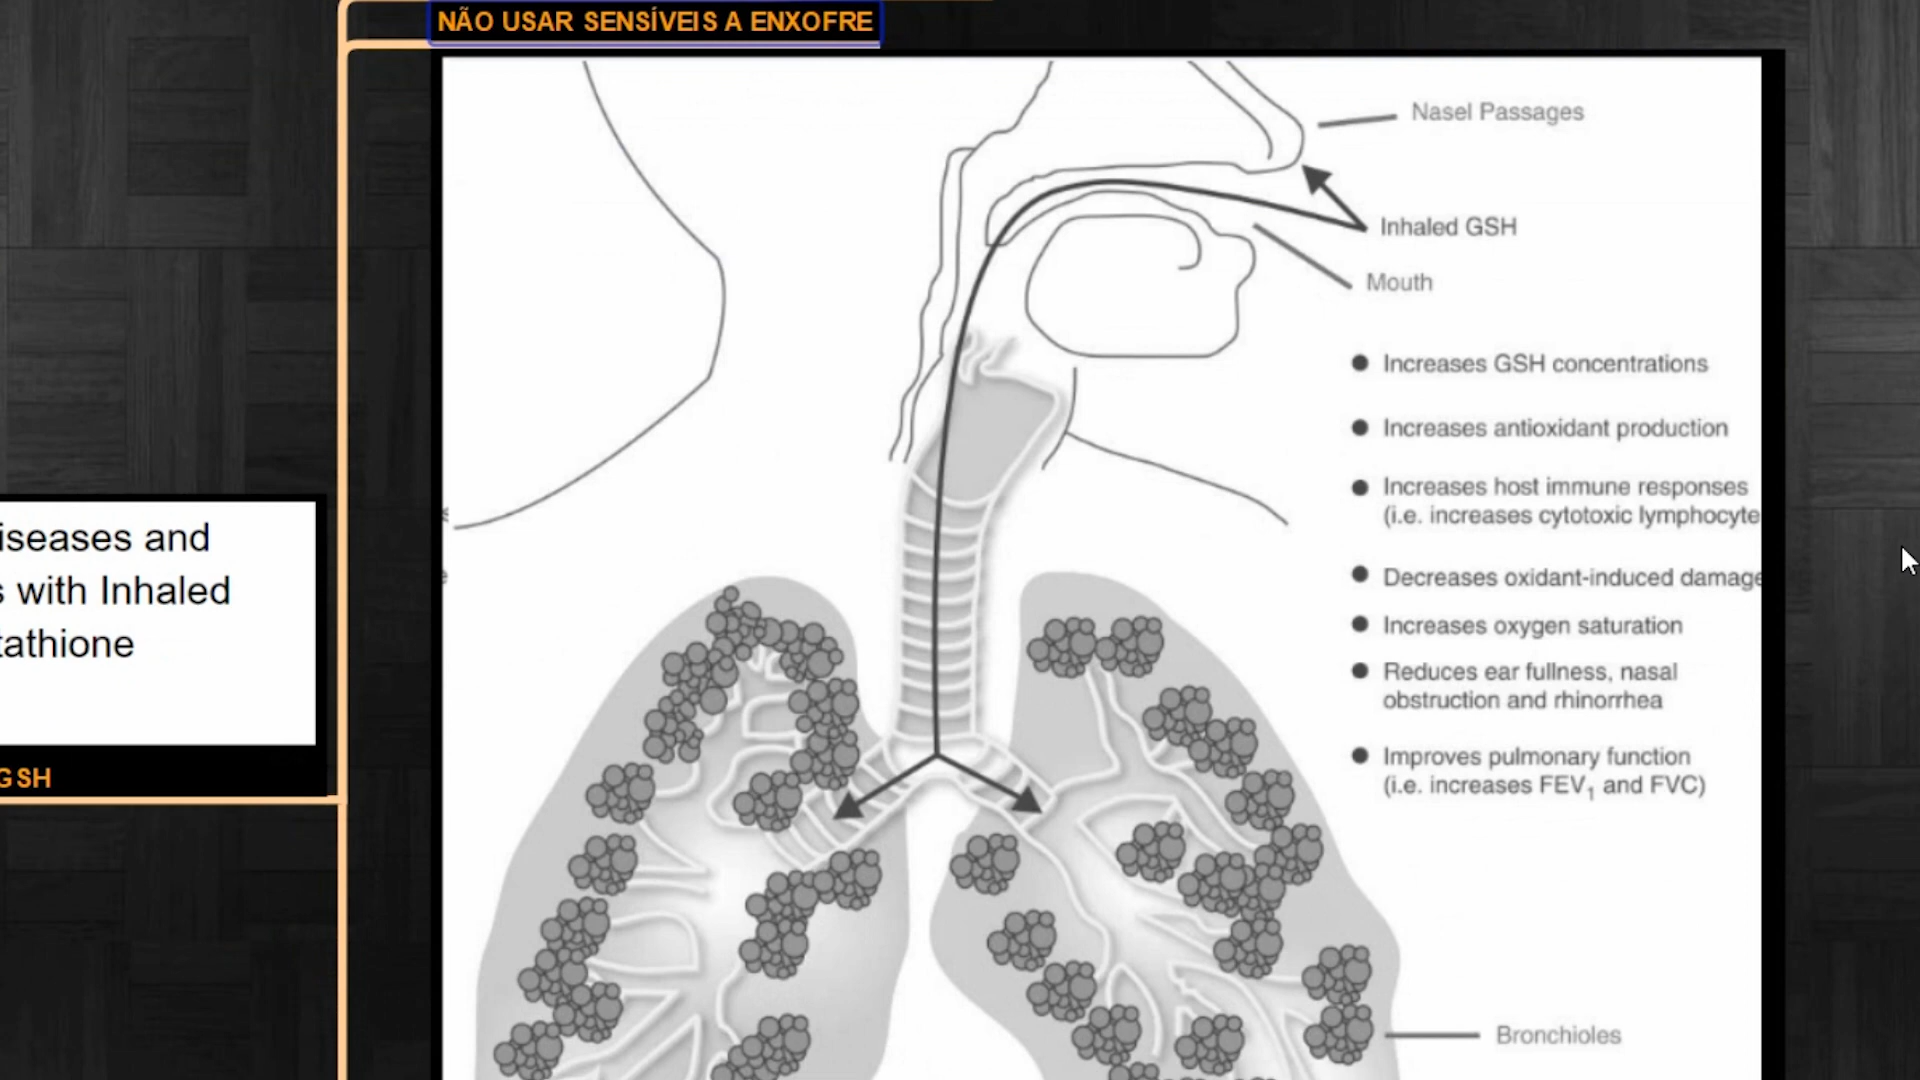 NÃO USAR SENSÍVEIS A ENXOFRE
Nasel Passages
Inhaled GSH
Mouth
Increases GSH concentrations
Increases antioxidant production
Increases host immune responses
(i.e. increases cytotoxic lymphocyte
Decreases oxidant-induced damage
Increases oxygen saturation
Reduces ear fullness, nasal
obstruction and rhinorrhea
Improves pulmonary function
(i.e. increases FEV₁ and FVC)
Bronchioles
iseases and
s with Inhaled
tathione
GSH